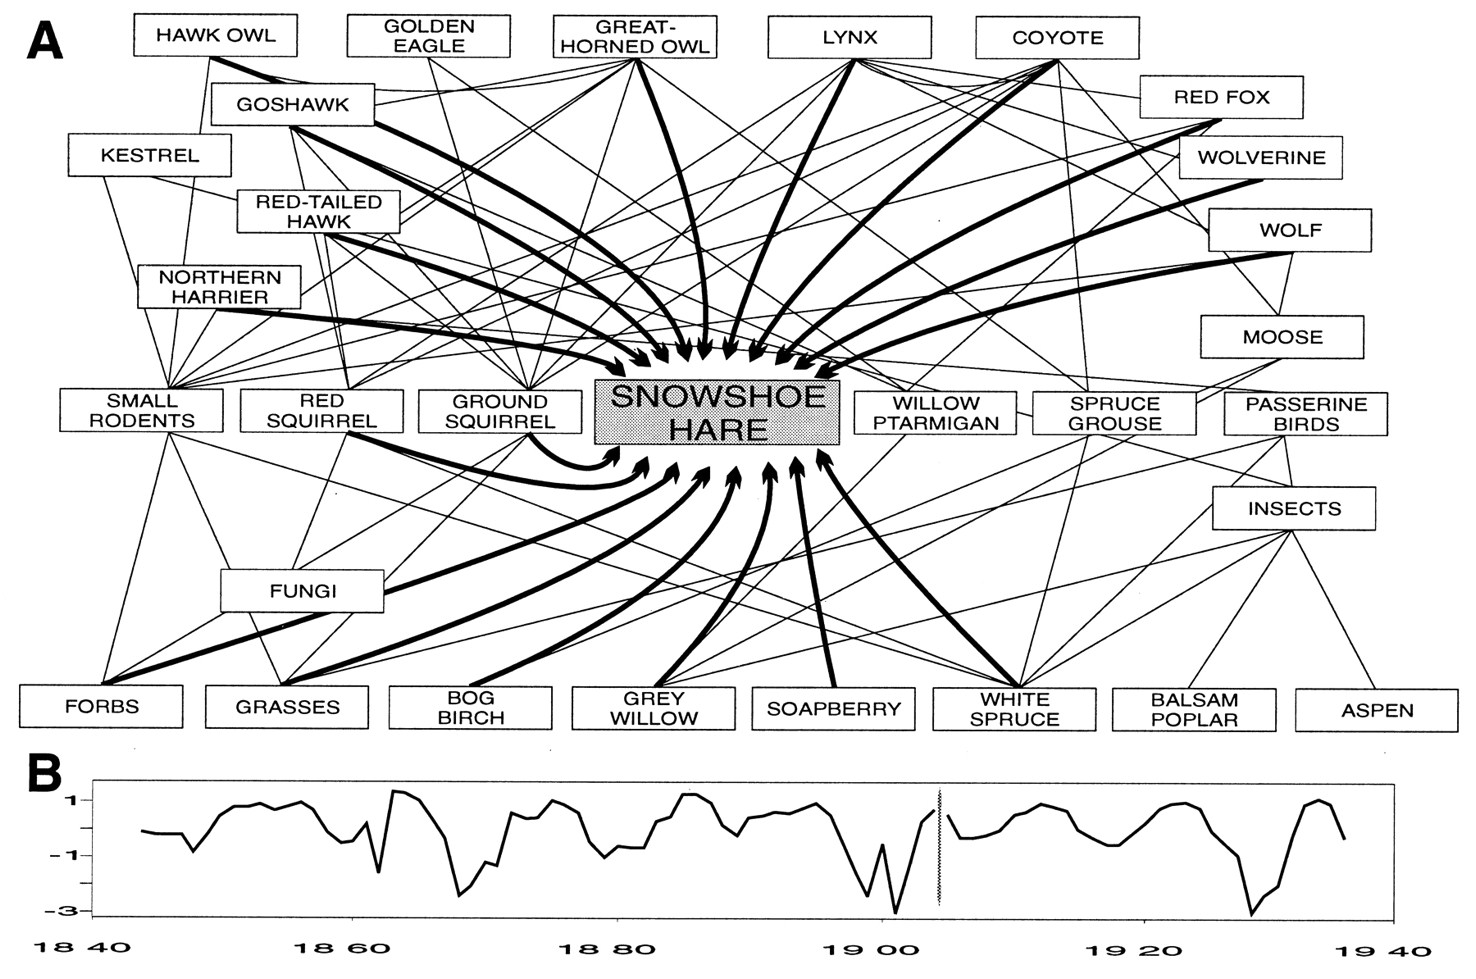 A
HAWK OWL
GOLDEN
EAGLE
GREAT-
HORNED OWL
LYNX
COYOTE
GOSHAWK
RED FOX
KESTREL
WOLVERINE
RED-TAILED
HAWK
WOLF
NORTHERN
HARRIER
MOOSE
SMALL
RODENTS
RED
SQUIRREL
GROUND
SQUIRREL
SNOWSHOE
HARE
WILLOW
PTARMIGAN
SPRUCE
GROUSE
PASSERINE
BIRDS
INSECTS
FUNGI
FORBS
GRASSES
BOG
BIRCH
GREY
WILLOW
SOAPBERRY
WHITE
SPRUCE
BALSAM
POPLAR
ASPEN
B
1
-1
-3
18 40 18 60 18 80 19 00 19 20 19 40